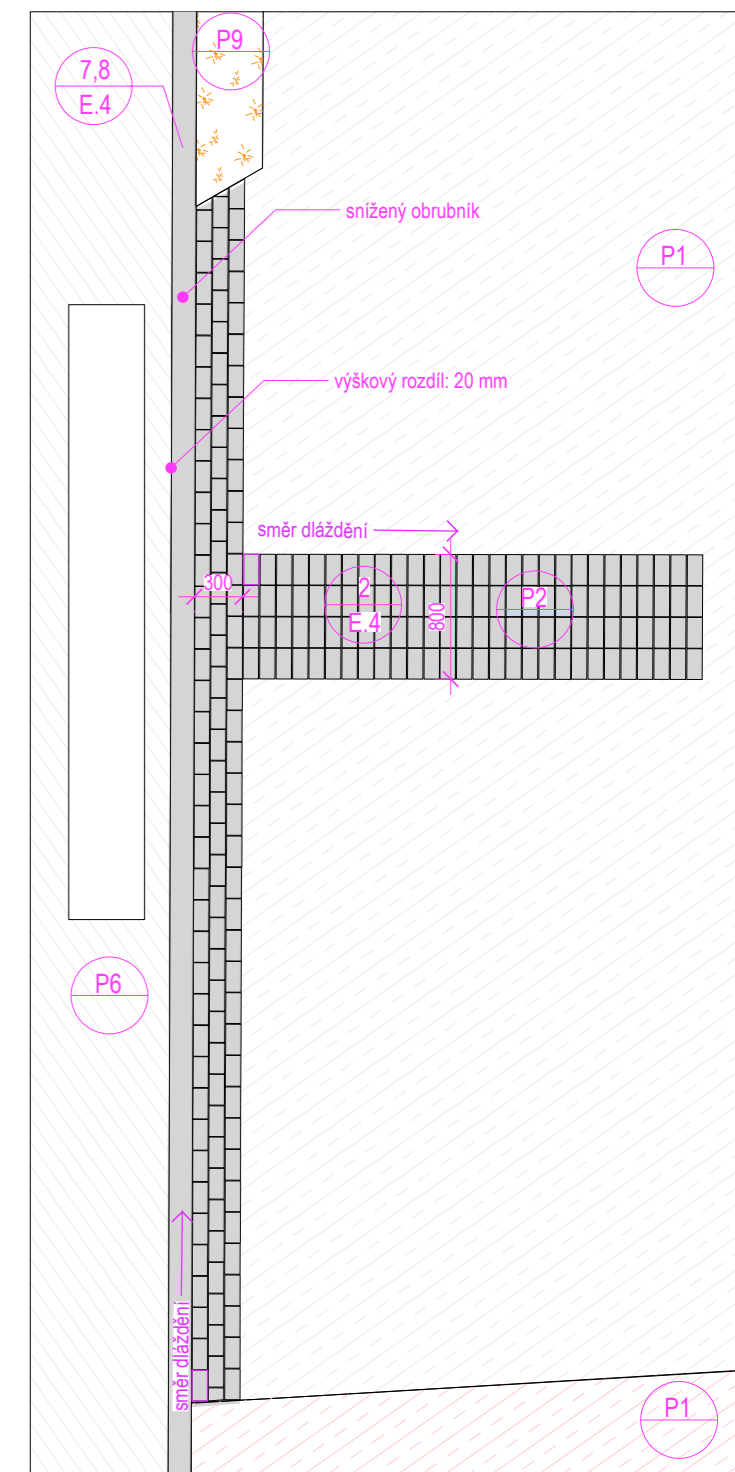 P9
7,8
E.4
snížený obrubník
P1
výškový rozdíl: 20 mm
směr dláždění
300
2
E.4
P2
800
P6
směr dláždění
P1